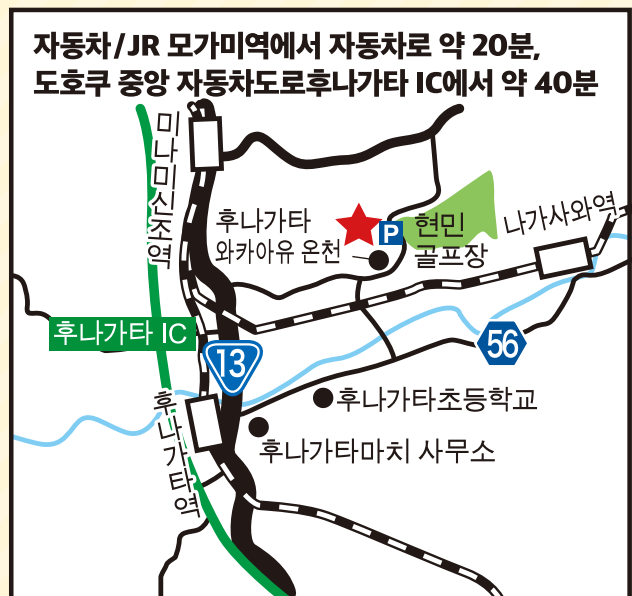 자동차/JR 모가미역에서 자동차로 약 20분,
도호쿠 중앙 자동차도로후나가타 IC에서 약 40분
미나미신조역
후나가타
와카아유 온천
P
현민
골프장
나가사와역
후나가타 IC
13
56
후나가타역
후나가타초등학교
후나가타마치 사무소